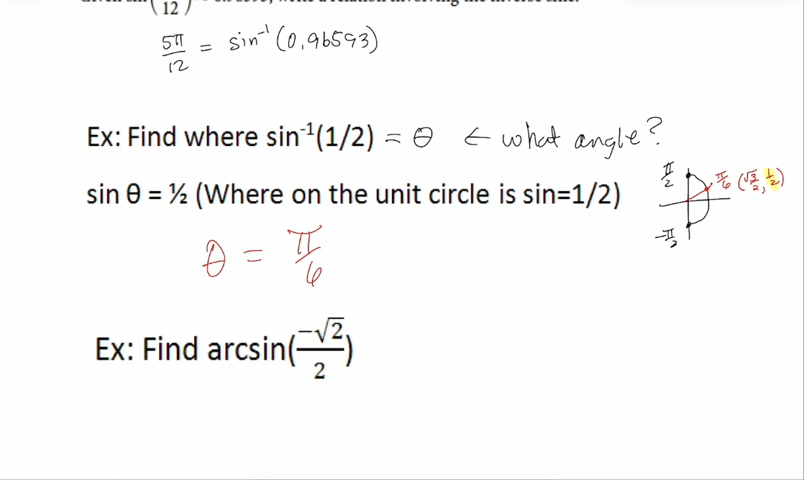 12
5π/12 = sin⁻¹(0.96593)
Ex: Find where sin⁻¹(1/2) = θ ← what angle?
π/2 π/6 (√3/2, 1/2)
sin θ = ½ (Where on the unit circle is sin=1/2)
-π/2
θ = π/6
Ex: Find arcsin(−√2/2)